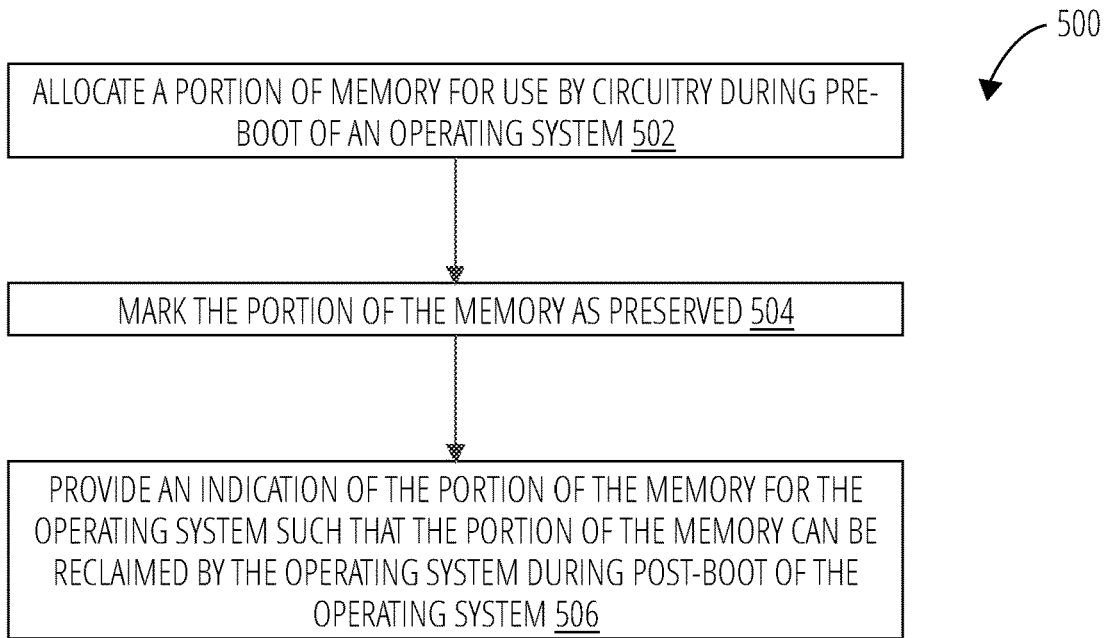 500
ALLOCATE A PORTION OF MEMORY FOR USE BY CIRCUITRY DURING PRE-
BOOT OF AN OPERATING SYSTEM 502
MARK THE PORTION OF THE MEMORY AS PRESERVED 504
PROVIDE AN INDICATION OF THE PORTION OF THE MEMORY FOR THE
OPERATING SYSTEM SUCH THAT THE PORTION OF THE MEMORY CAN BE
RECLAIMED BY THE OPERATING SYSTEM DURING POST-BOOT OF THE
OPERATING SYSTEM 506